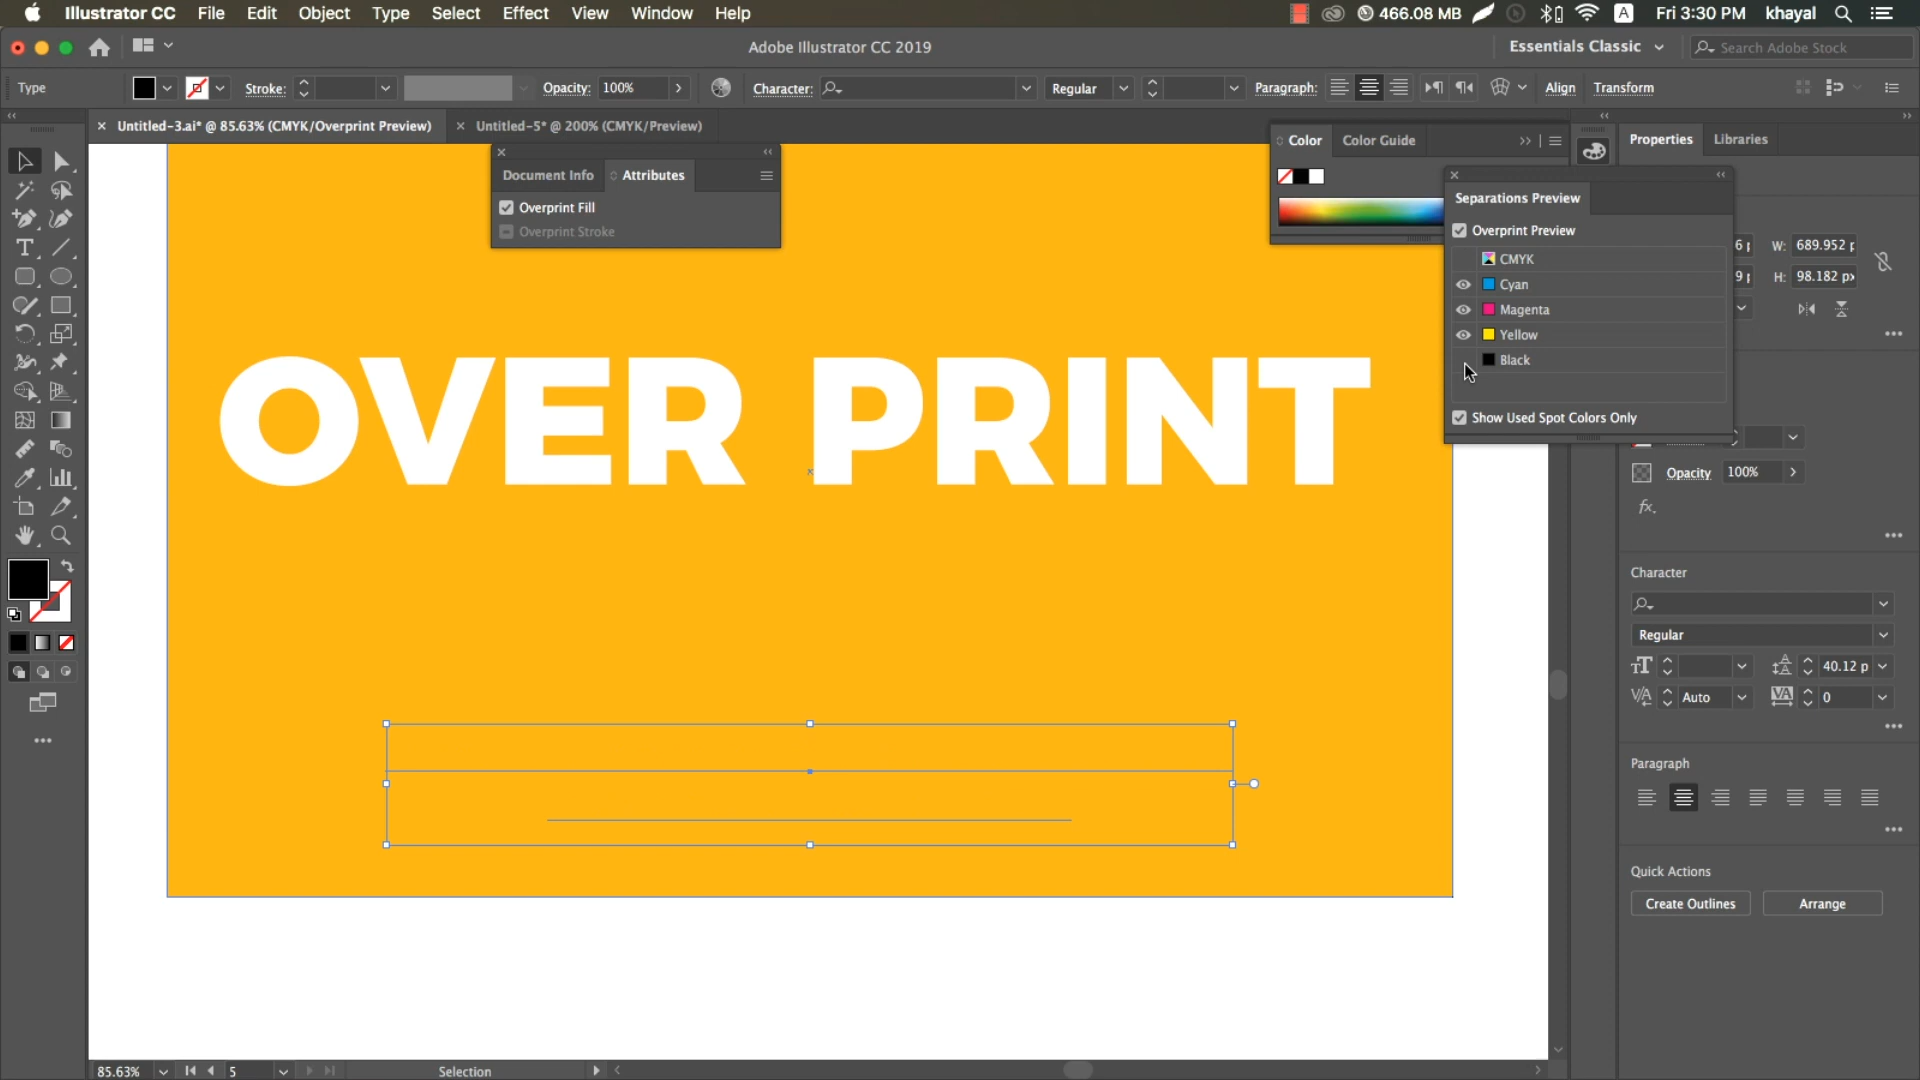 Illustrator CC File Edit Object Type Select Effect View Window Help 466.08 MB A Fri 3:30 PM khayal
Adobe Illustrator CC 2019 Essentials Classic Search Adobe Stock
Type Stroke: Opacity: 100% Character: Regular Paragraph: Align Transform
Untitled-3.ai* @ 85.63% (CMYK/Overprint Preview) Untitled-5* @ 200% (CMYK/Preview)
Color Color Guide Properties Libraries
Document Info Attributes
Overprint Fill
Overprint Stroke
Separations Preview
Overprint Preview
CMYK
Cyan
Magenta
Yellow
Black
Show Used Spot Colors Only
W: 689.952
H: 98.182 px
OVER PRINT
Opacity 100%
fx.
Character
Regular
40.12 p
Auto 0
Paragraph
Quick Actions
Create Outlines Arrange
85.63% 5 Selection